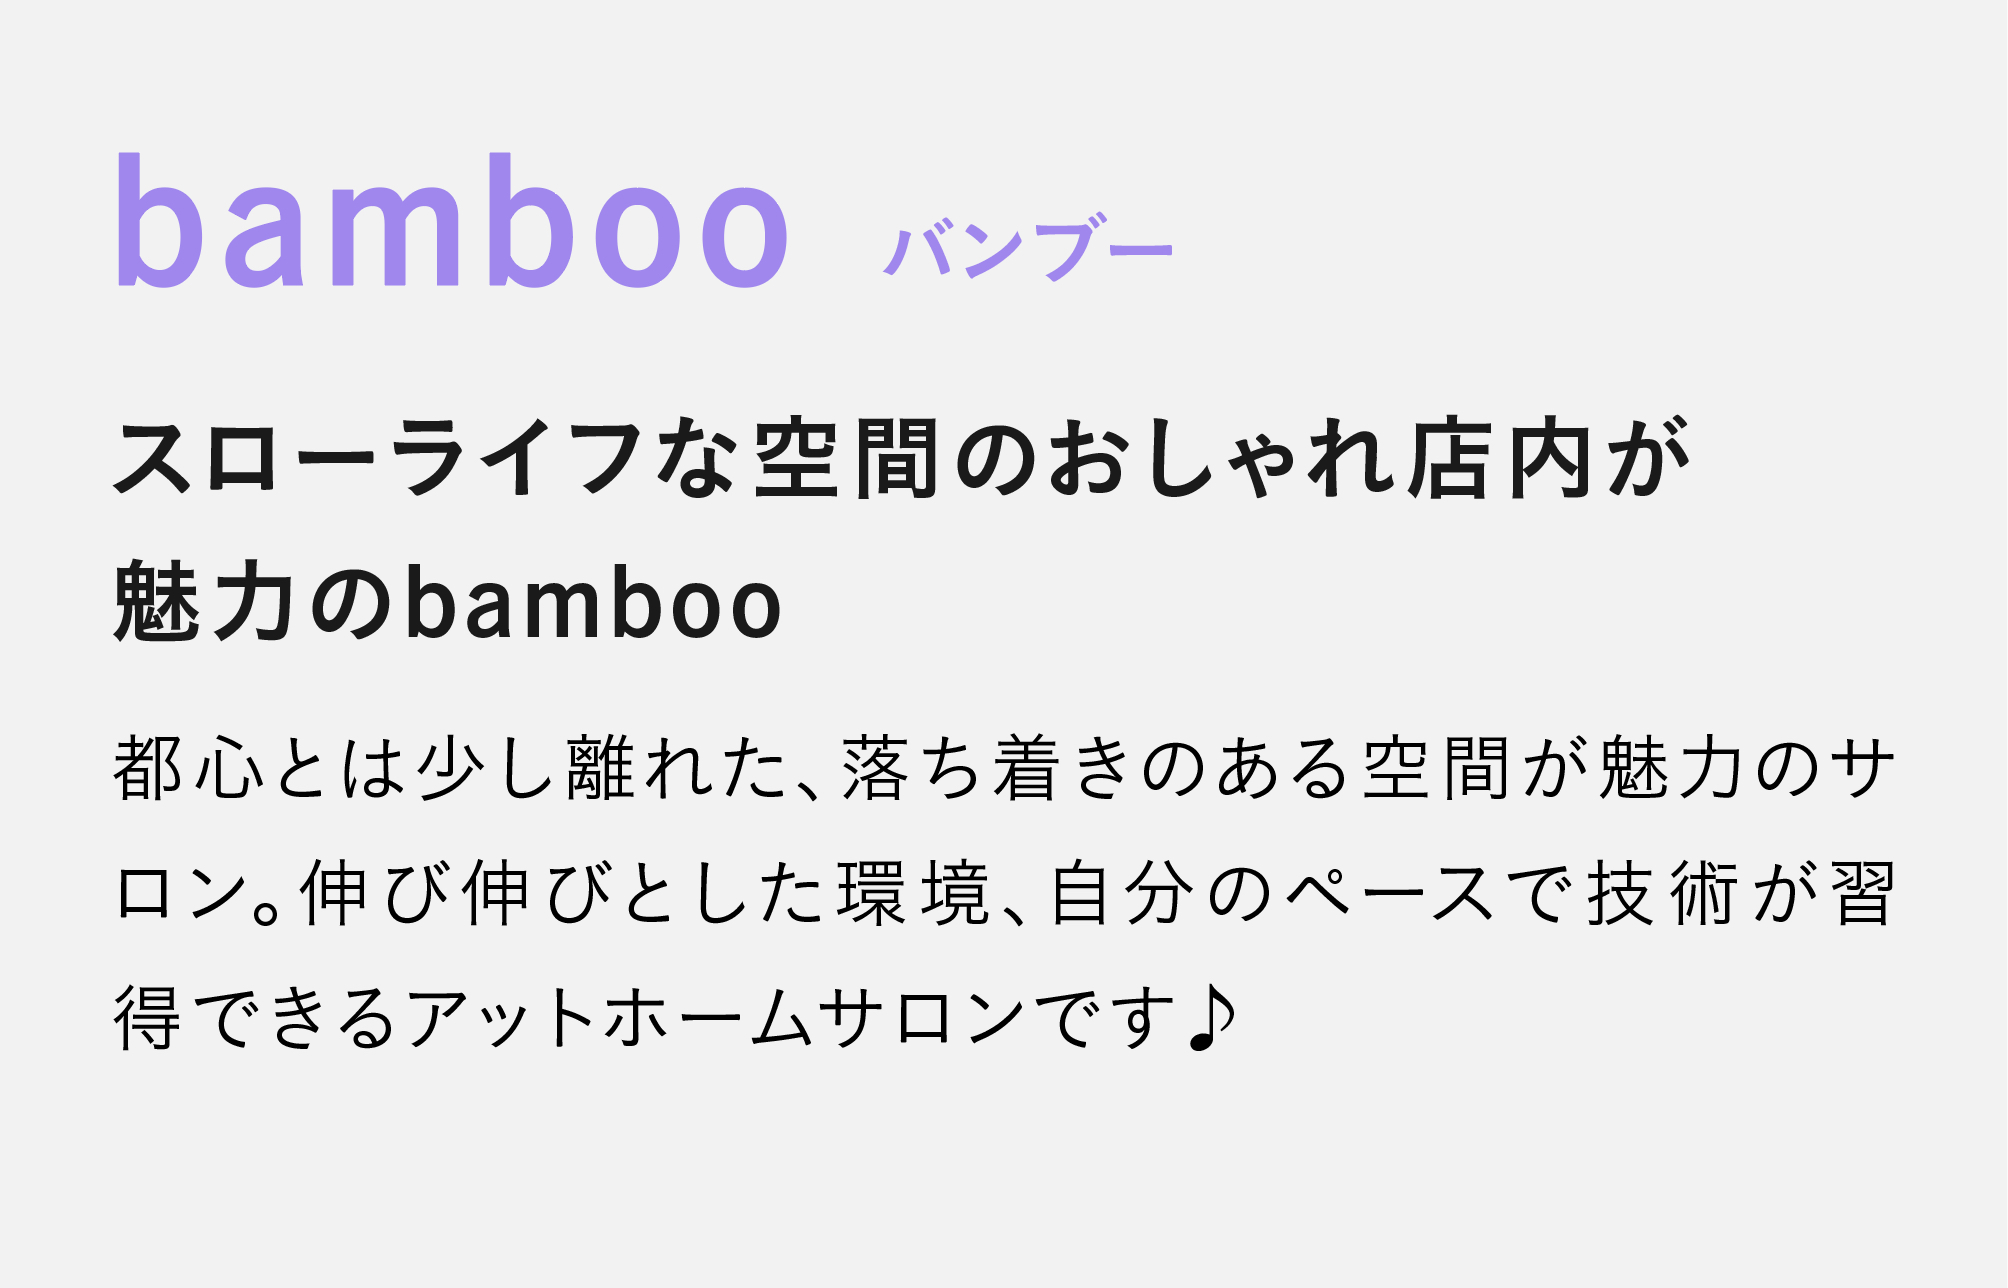 bamboo バンブー
スローライフな空間のおしゃれ店内が
魅力のbamboo
都心とは少し離れた、落ち着きのある空間が魅力のサ
ロン。伸び伸びとした環境、自分のペースで技術が習
得できるアットホームサロンです♪